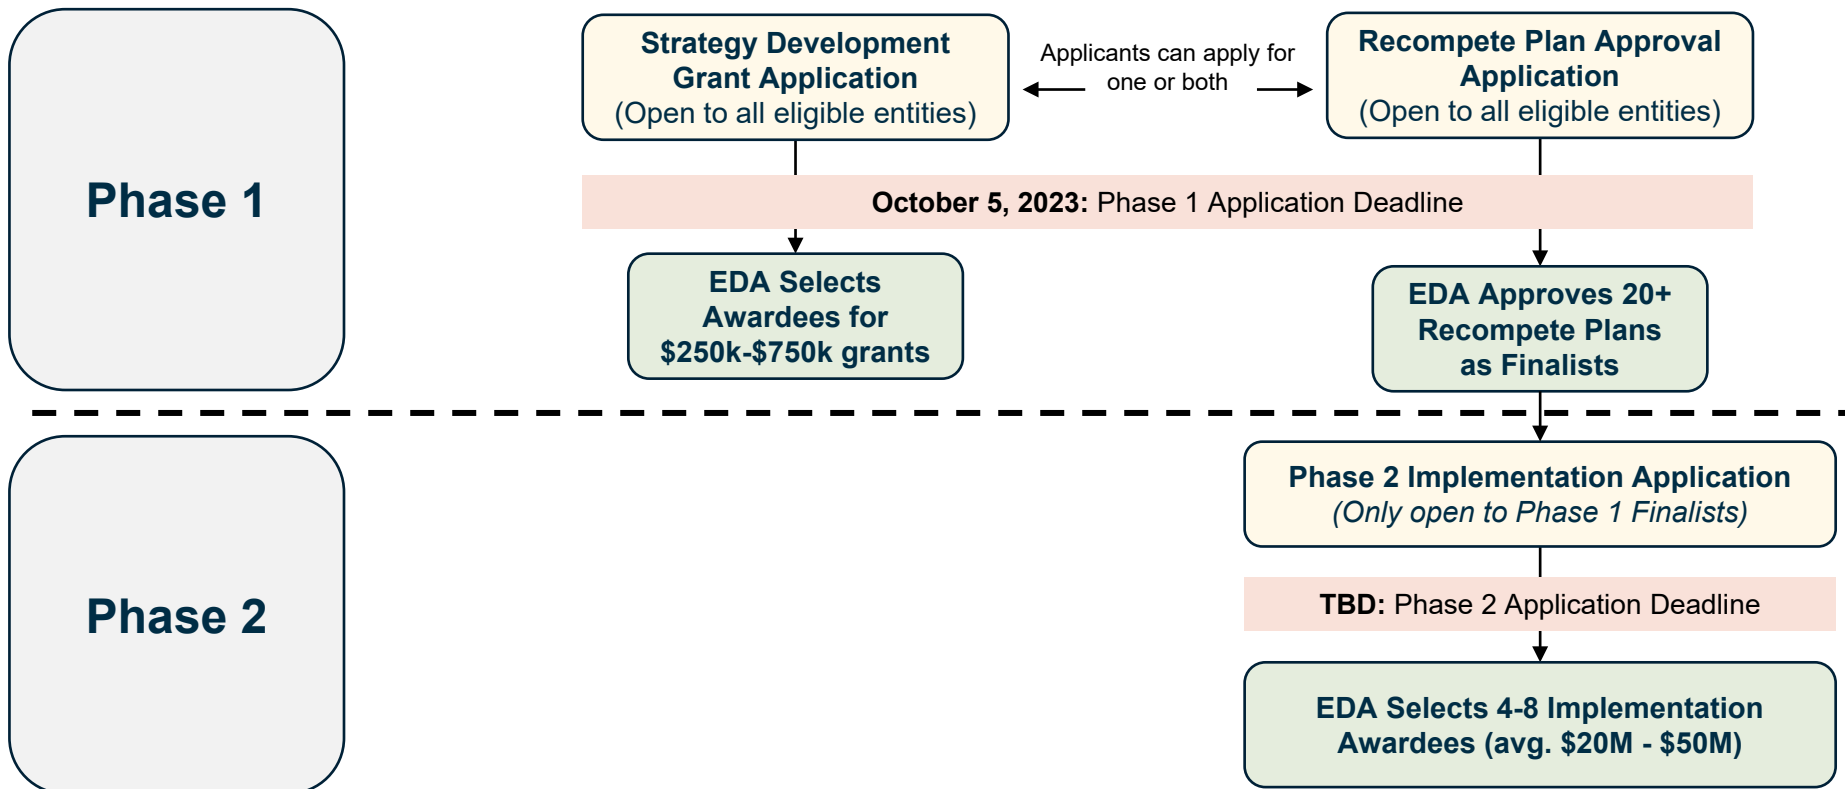 Phase 1
Strategy Development
Grant Application
(Open to all eligible entities)
Applicants can apply for
one or both
Recompete Plan Approval
Application
(Open to all eligible entities)
October 5, 2023: Phase 1 Application Deadline
EDA Selects
Awardees for
$250k-$750k grants
EDA Approves 20+
Recompete Plans
as Finalists
Phase 2
Phase 2 Implementation Application
(Only open to Phase 1 Finalists)
TBD: Phase 2 Application Deadline
EDA Selects 4-8 Implementation
Awardees (avg. $20M - $50M)